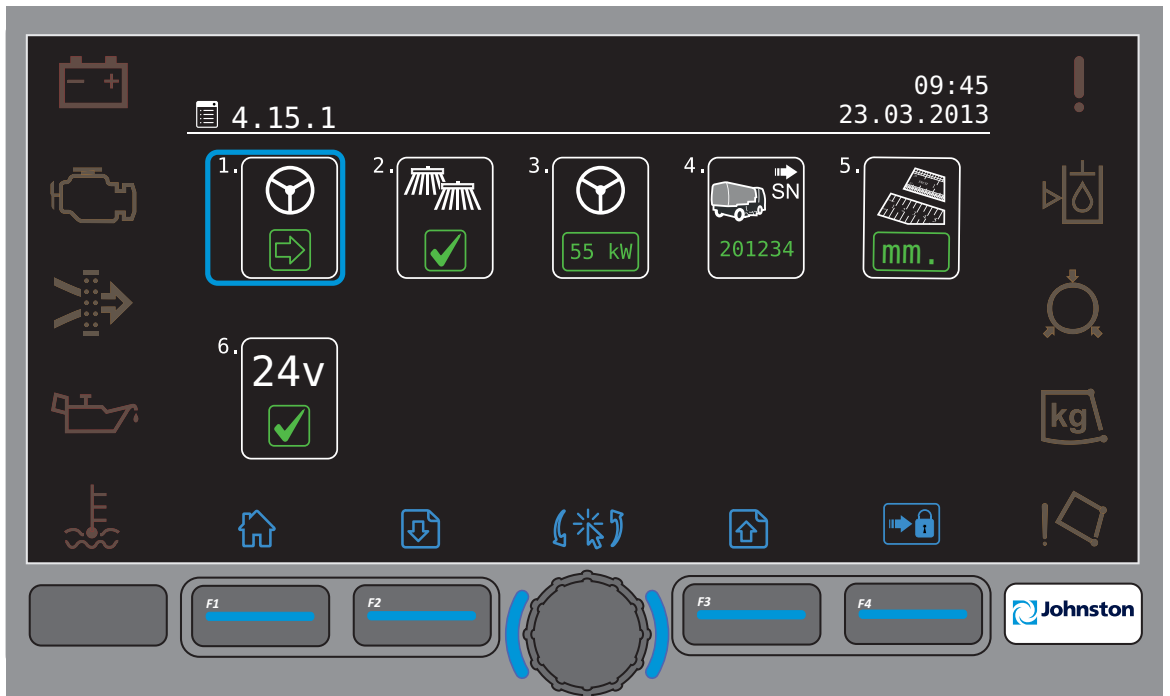 09:45
4.15.1
23.03.2013
1.
2.
3.
4.
5.
SN
55 kW
201234
mm.
6.
24v
kg
F1
F2
F3
F4
Johnston